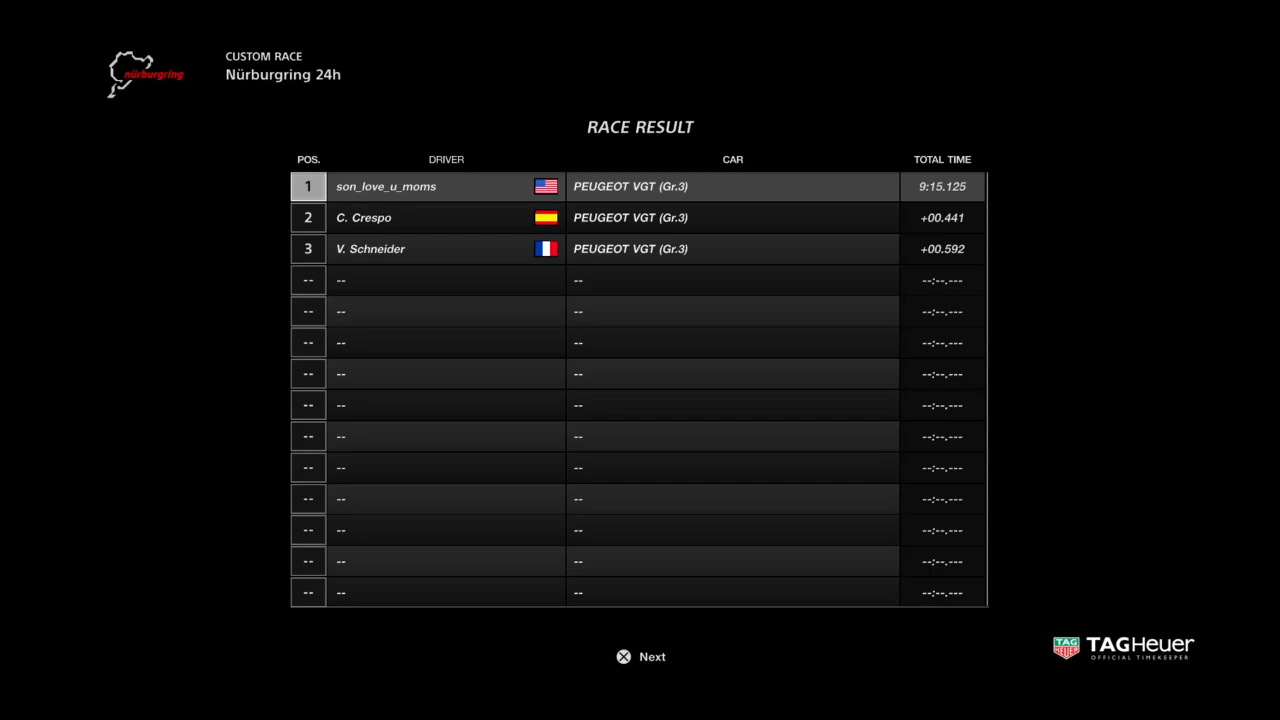 nürburgring
CUSTOM RACE
Nürburgring 24h
RACE RESULT
POS. DRIVER CAR TOTAL TIME
1 son_love_u_moms PEUGEOT VGT (Gr.3) 9:15.125
2 C. Crespo PEUGEOT VGT (Gr.3) +00.441
3 V. Schneider PEUGEOT VGT (Gr.3) +00.592
-- -- -- --:--.---
-- -- -- --:--.---
-- -- -- --:--.---
-- -- -- --:--.---
-- -- -- --:--.---
-- -- -- --:--.---
-- -- -- --:--.---
-- -- -- --:--.---
-- -- -- --:--.---
-- -- -- --:--.---
-- -- -- --:--.---
Next
TAG
HEUER
TAGHeuer
OFFICIAL TIMEKEEPER